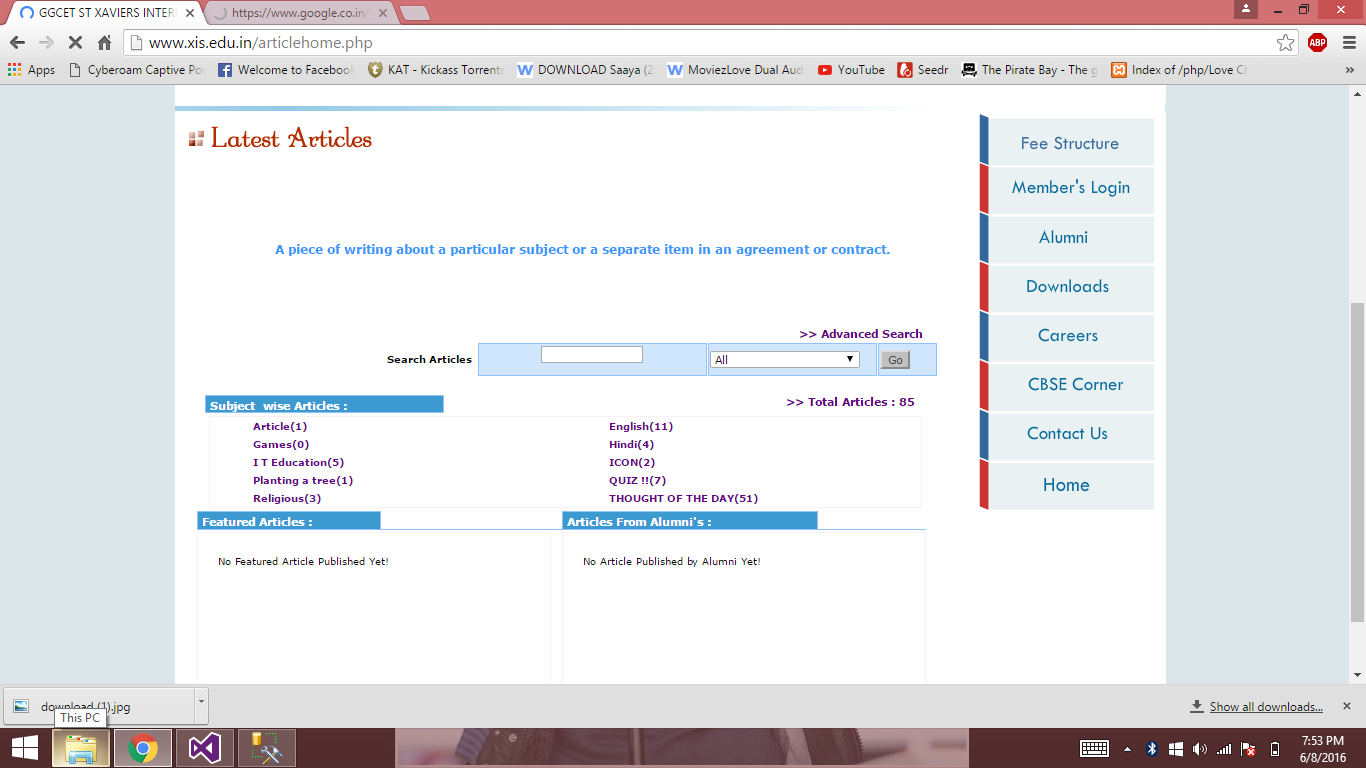 GGCET ST XAVIERS INTER
https://www.google.co.in/
www.xis.edu.in/articlehome.php
ABP
Apps Cyberoam Captive Po Welcome to Facebook KAT - Kickass Torrents DOWNLOAD Saaya (2 MoviezLove Dual Aud YouTube Seedr The Pirate Bay - The g Index of /php/Love Ch »
Latest Articles
A piece of writing about a particular subject or a separate item in an agreement or contract.
>> Advanced Search
Search Articles All Go
Subject wise Articles :
>> Total Articles : 85
Article(1) English(11)
Games(0) Hindi(4)
I T Education(5) ICON(2)
Planting a tree(1) QUIZ !!(7)
Religious(3) THOUGHT OF THE DAY(51)
Featured Articles : Articles From Alumni's :
No Featured Article Published Yet! No Article Published by Alumni Yet!
Fee Structure
Member's Login
Alumni
Downloads
Careers
CBSE Corner
Contact Us
Home
download (1).jpg
This PC
Show all downloads...
7:53 PM
6/8/2016